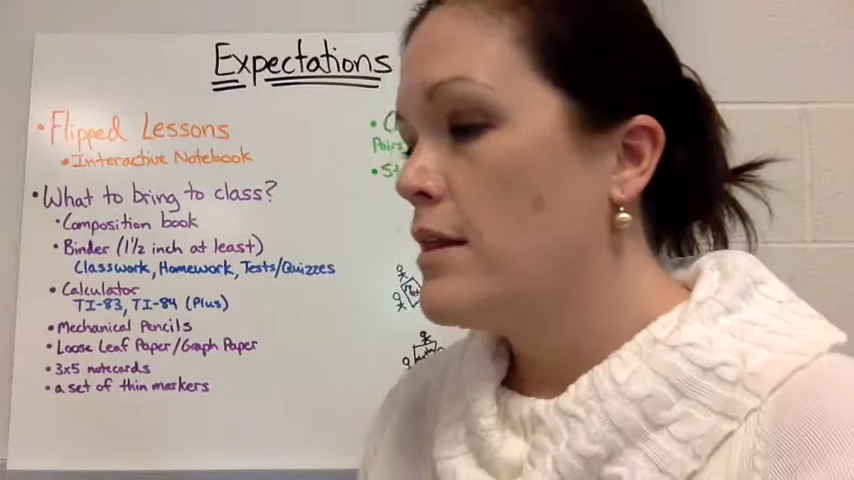 Expectations
• Flipped Lessons
• Interactive Notebook
• What to bring to class?
• Composition book
• Binder (1½ inch at least)
Classwork, Homework, Tests/Quizzes
• Calculator
TI-83, TI-84 (Plus)
• Mechanical Pencils
• Loose Leaf Paper/Graph Paper
• 3x5 notecards
• a set of thin markers
Pairs